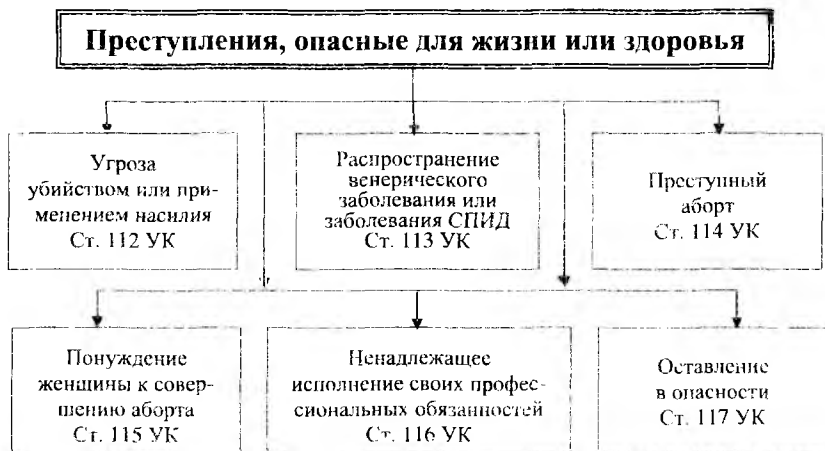 Преступления, опасные для жизни или здоровья
Угроза
убийством или при-
менением насилия
Ст. 112 УК
Распространение
венерического
заболевания или
заболевания СПИД
Ст. 113 УК
Преступный
аборт
Ст. 114 УК
Понуждение
женщины к совер-
шению аборта
Ст. 115 УК
Ненадлежащее
исполнение своих профес-
сиональных обязанностей
Ст. 116 УК
Оставление
в опасности
Ст. 117 УК